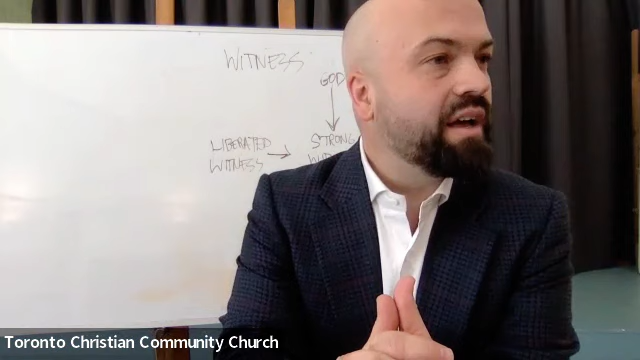 WITNESS
GOD
LIBERATED STRONG
WITNESS
Toronto Christian Community Church